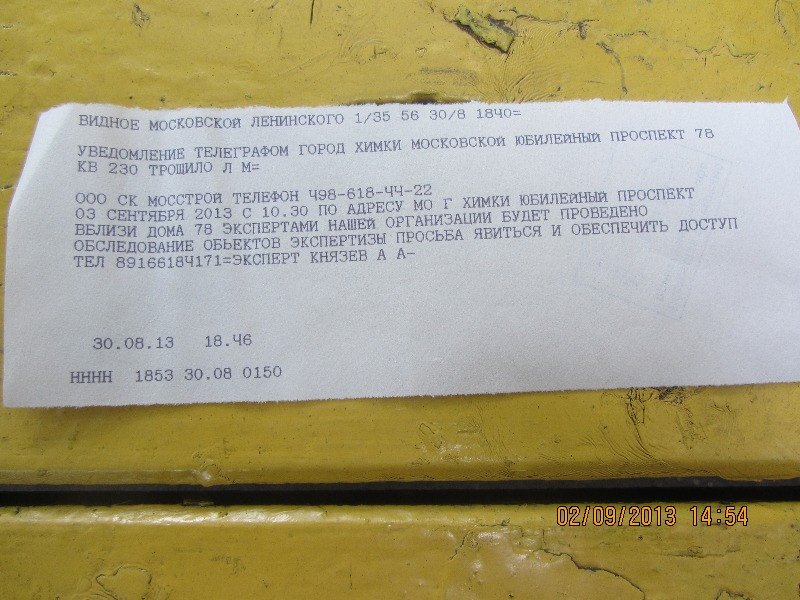 ВИДНОЕ МОСКОВСКОЙ ЛЕНИНСКОГО 1/35 56 30/8 1840=
УВЕДОМЛЕНИЕ ТЕЛЕГРАФОМ ГОРОД ХИМКИ МОСКОВСКОЙ ЮБИЛЕЙНЫЙ ПРОСПЕКТ 78
КВ 230 ТРОЩИЛО Л М=
ООО СК МОССТРОЙ ТЕЛЕФОН 498-618-44-22
03 СЕНТЯБРЯ 2013 С 10.30 ПО АДРЕСУ МО Г ХИМКИ ЮБИЛЕЙНЫЙ ПРОСПЕКТ
ВБЛИЗИ ДОМА 78 ЭКСПЕРТАМИ НАШЕЙ ОРГАНИЗАЦИИ БУДЕТ ПРОВЕДЕНО
ОБСЛЕДОВАНИЕ ОБЬЕКТОВ ЭКСПЕРТИЗЫ ПРОСЬБА ЯВИТЬСЯ И ОБЕСПЕЧИТЬ ДОСТУП
ТЕЛ 89166184171=ЭКСПЕРТ КНЯЗЕВ А А-
30.08.13 18.46
НННН 1853 30.08 0150
02/09/2013 14:54